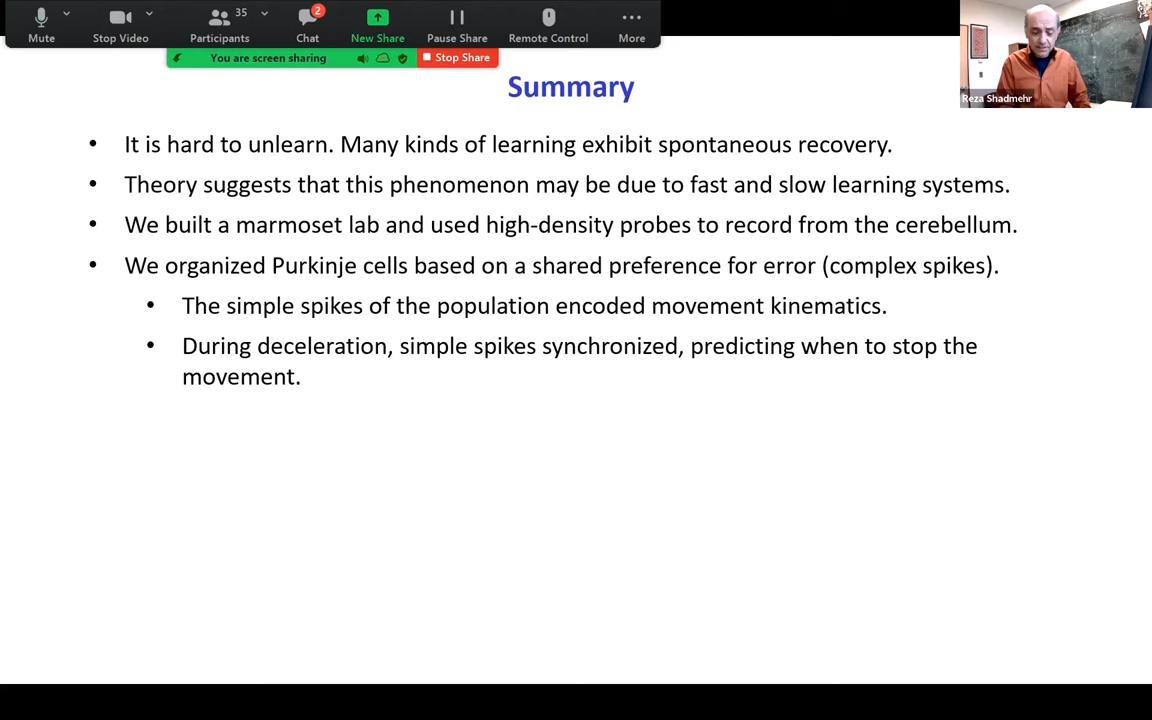 Mute
Stop Video
Participants
35
Chat
2
New Share
Pause Share
Remote Control
More
You are screen sharing
Stop Share
Reza Shadmehr
Summary
• It is hard to unlearn. Many kinds of learning exhibit spontaneous recovery.
• Theory suggests that this phenomenon may be due to fast and slow learning systems.
• We built a marmoset lab and used high-density probes to record from the cerebellum.
• We organized Purkinje cells based on a shared preference for error (complex spikes).
• The simple spikes of the population encoded movement kinematics.
• During deceleration, simple spikes synchronized, predicting when to stop the
movement.